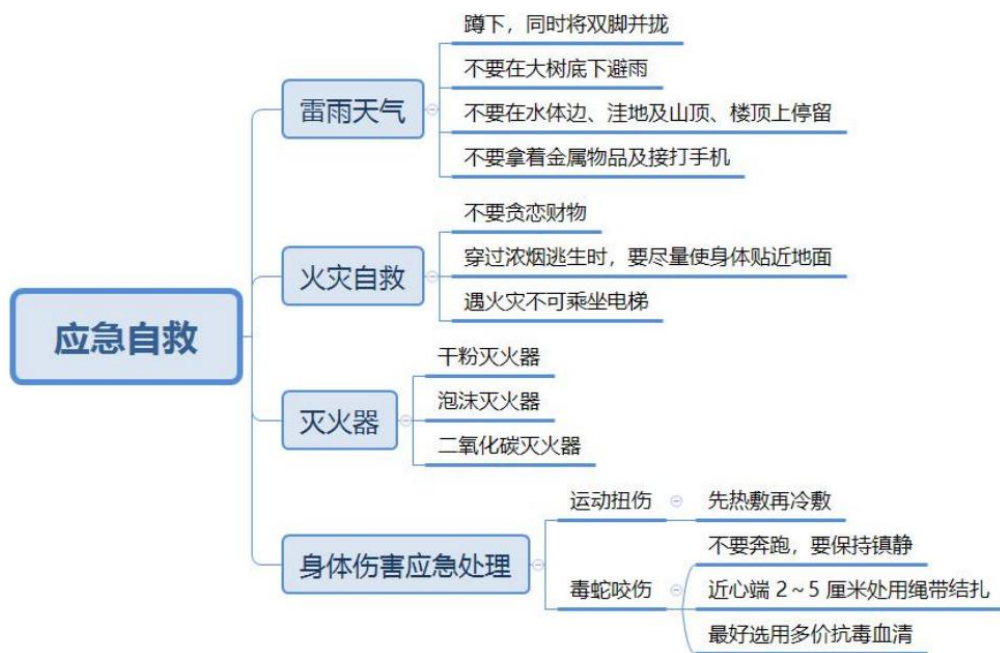 应急自救
雷雨天气
蹲下，同时将双脚并拢
不要在大树底下避雨
不要在水体边、洼地及山顶、楼顶上停留
不要拿着金属物品及接打手机
火灾自救
不要贪恋财物
穿过浓烟逃生时，要尽量使身体贴近地面
遇火灾不可乘坐电梯
灭火器
干粉灭火器
泡沫灭火器
二氧化碳灭火器
身体伤害应急处理
运动扭伤
先热敷再冷敷
毒蛇咬伤
不要奔跑，要保持镇静
近心端 2～5 厘米处用绳带结扎
最好选用多价抗毒血清